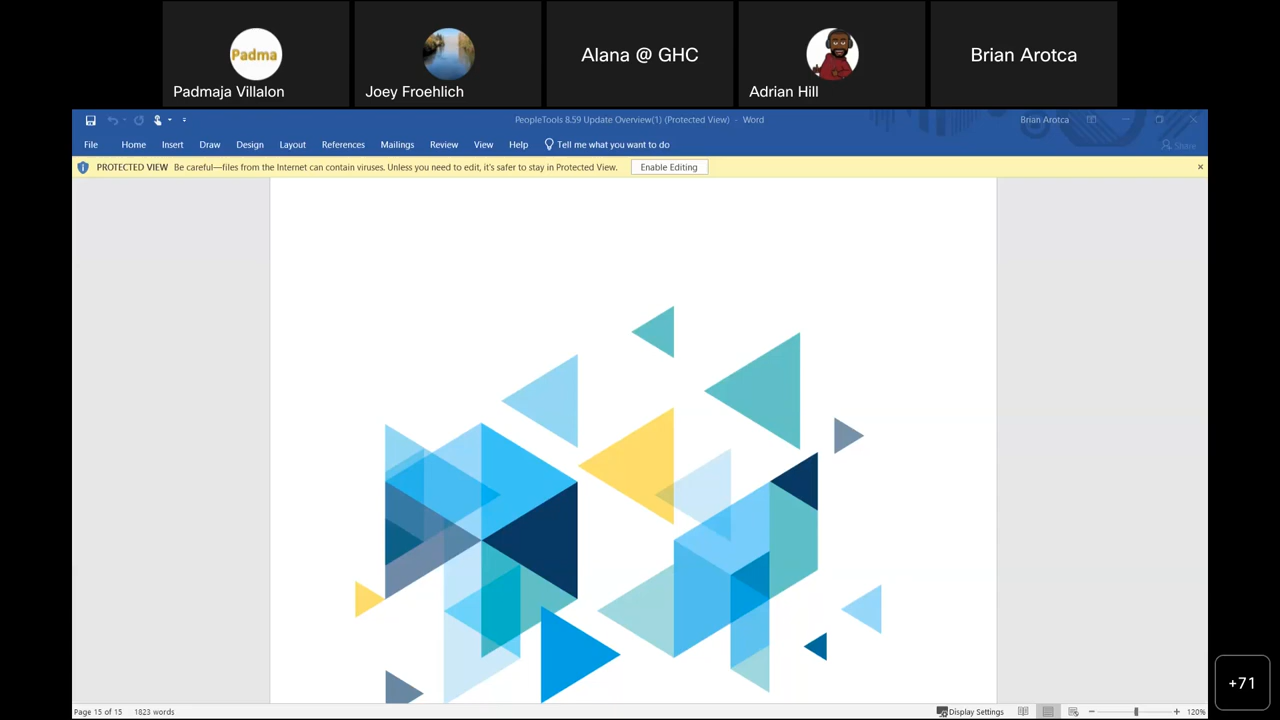 Padma
Padmaja Villalon
Joey Froehlich
Alana @ GHC
Adrian Hill
Brian Arotca
PeopleTools 8.59 Update Overview(1) (Protected View) - Word
Brian Arotca
File Home Insert Draw Design Layout References Mailings Review View Help Tell me what you want to do
Share
PROTECTED VIEW Be careful—files from the Internet can contain viruses. Unless you need to edit, it's safer to stay in Protected View. Enable Editing
+71
Page 15 of 15 1823 words
Display Settings
120%